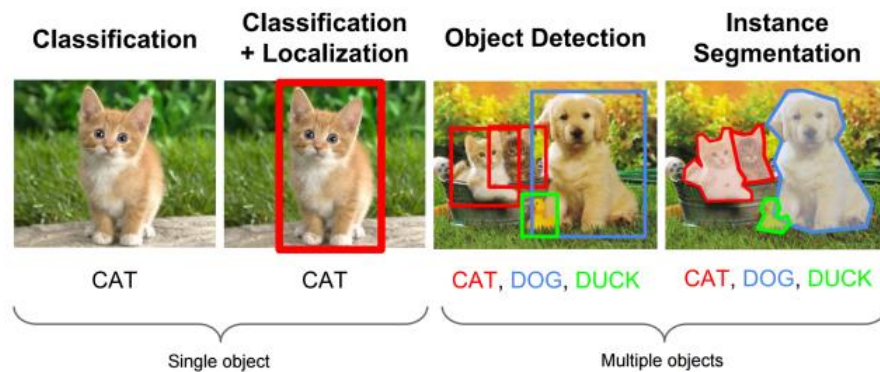 Classification
Classification
+ Localization
Object Detection
Instance
Segmentation
CAT
CAT
CAT, DOG, DUCK
CAT, DOG, DUCK
Single object
Multiple objects